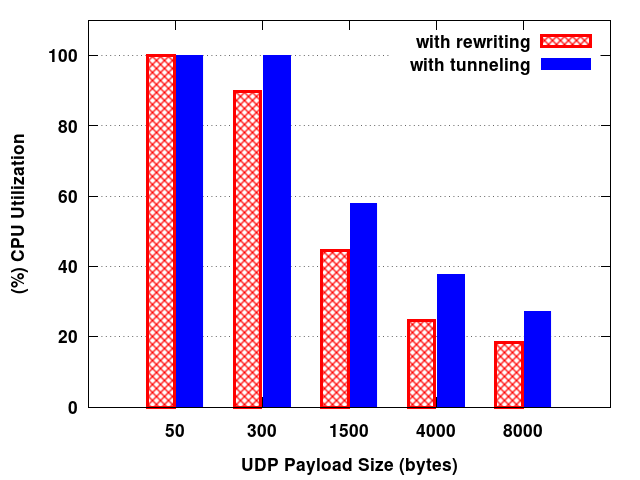 with rewriting
with tunneling
100
80
60
40
20
0
(%) CPU Utilization
50 300 1500 4000 8000
UDP Payload Size (bytes)